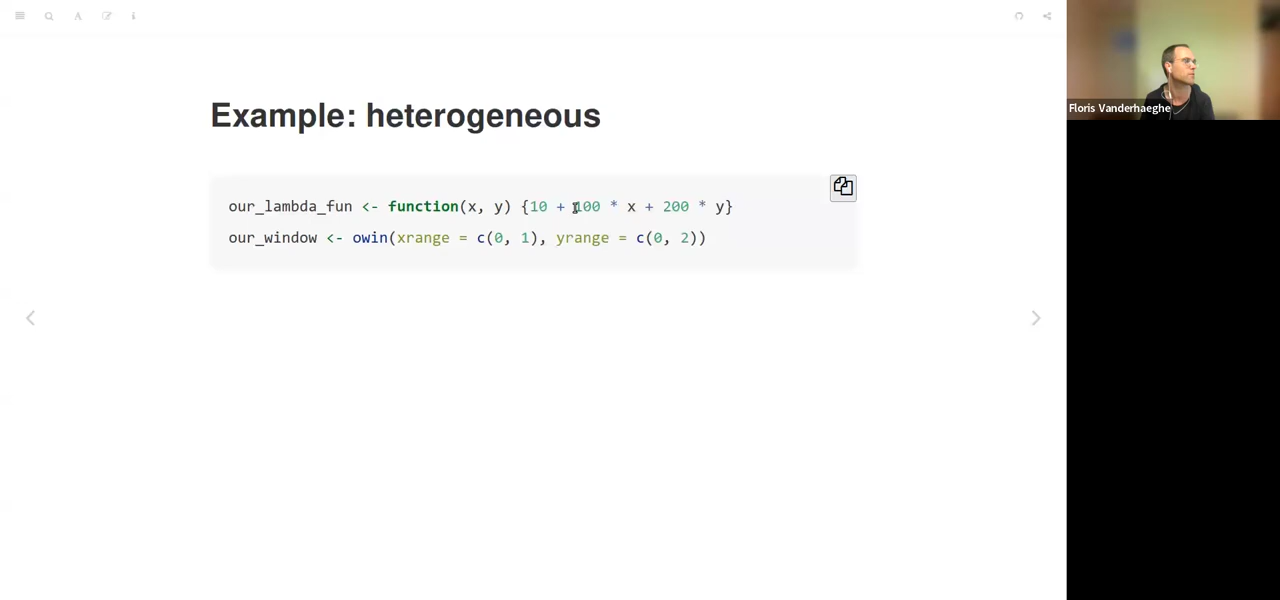 Example: heterogeneous
our_lambda_fun <- function(x, y) {10 + 100 * x + 200 * y}
our_window <- owin(xrange = c(0, 1), yrange = c(0, 2))
Floris Vanderhaeghe